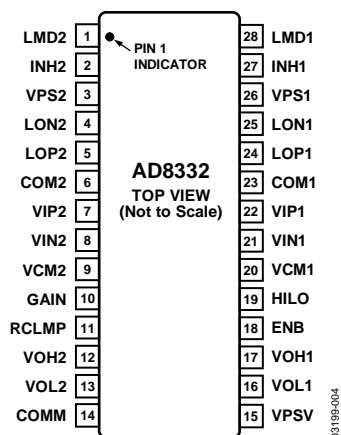 LMD2 1 28 LMD1
PIN 1
INDICATOR
INH2 2 27 INH1
VPS2 3 26 VPS1
LON2 4 25 LON1
LOP2 5 24 LOP1
COM2 6 23 COM1
AD8332
TOP VIEW
(Not to Scale)
VIP2 7 22 VIP1
VIN2 8 21 VIN1
VCM2 9 20 VCM1
GAIN 10 19 HILO
RCLMP 11 18 ENB
VOH2 12 17 VOH1
VOL2 13 16 VOL1
COMM 14 15 VPSV
03199-004